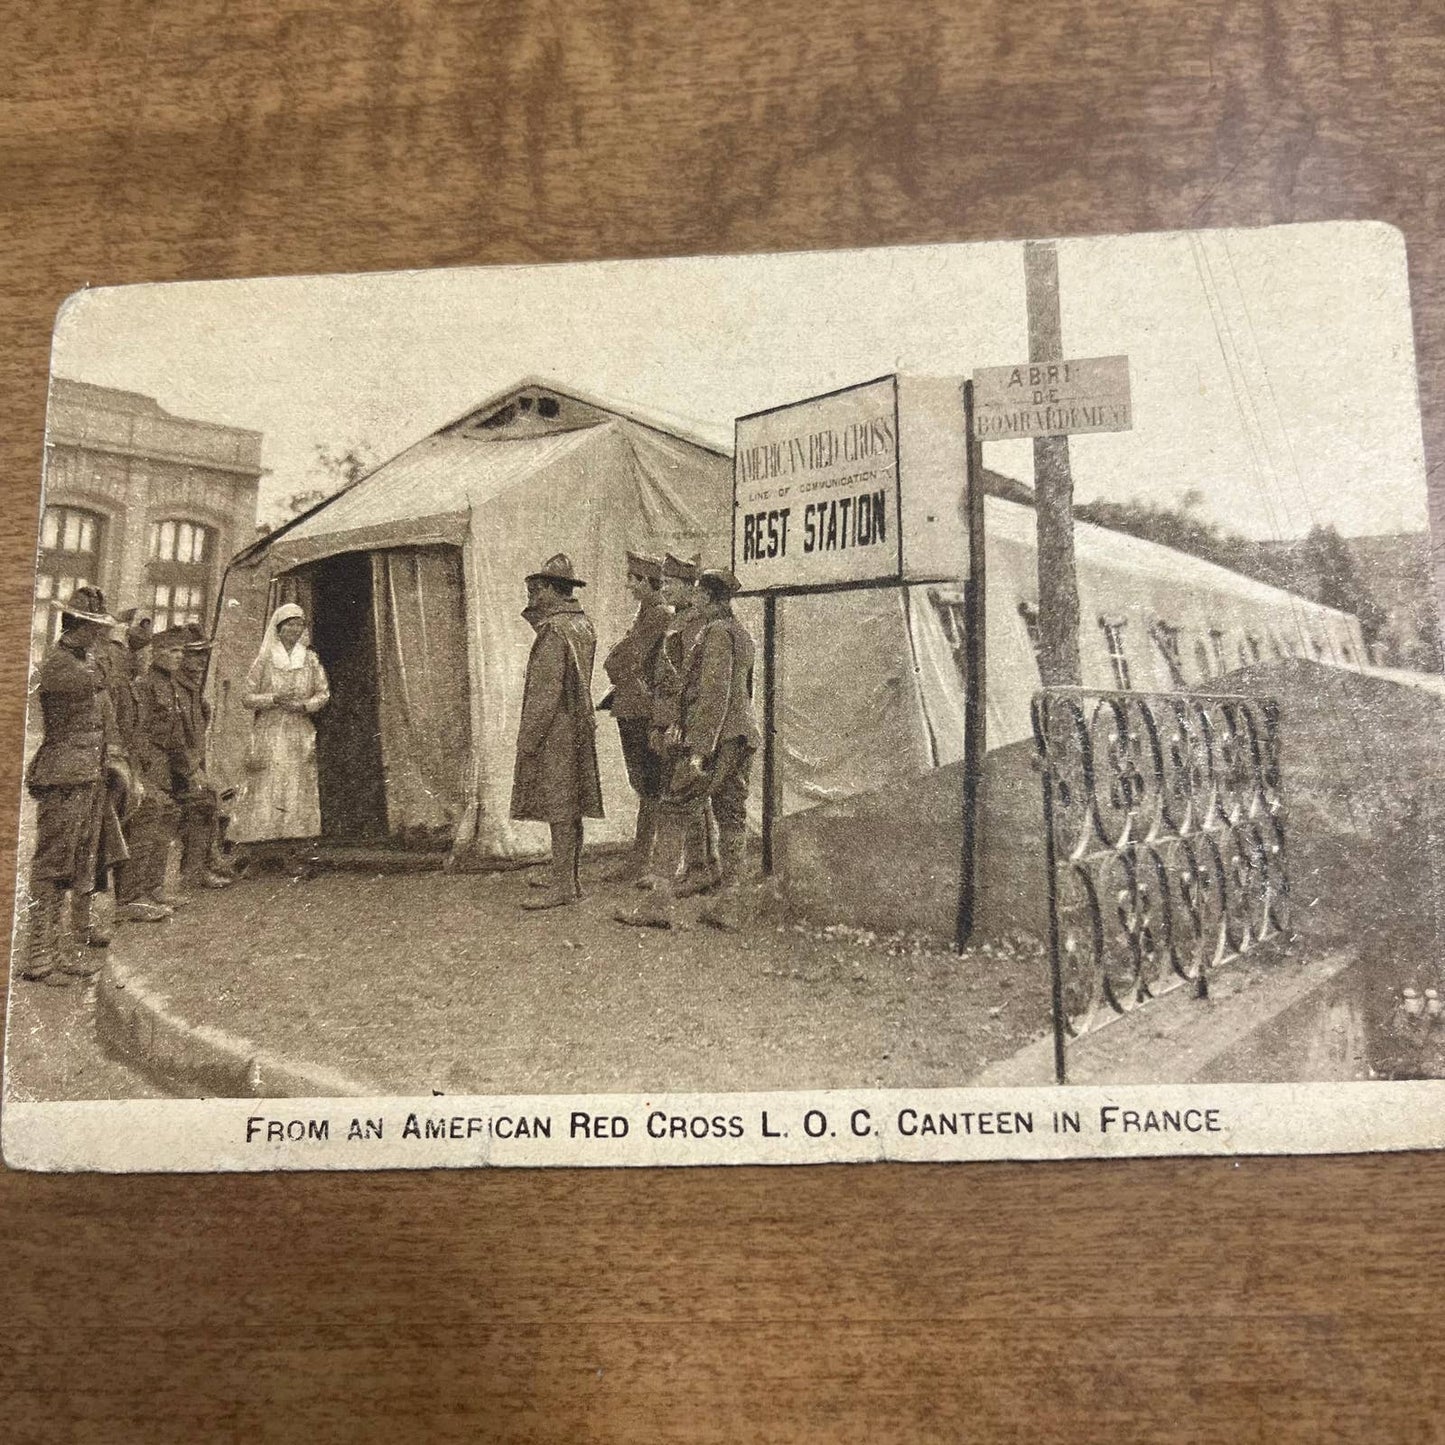 ABRI
DE
BOMBARDEMENT
AMERICAN RED CROSS
LINE OF COMMUNICATION
REST STATION
FROM AN AMERICAN RED CROSS L. O. C. CANTEEN IN FRANCE.